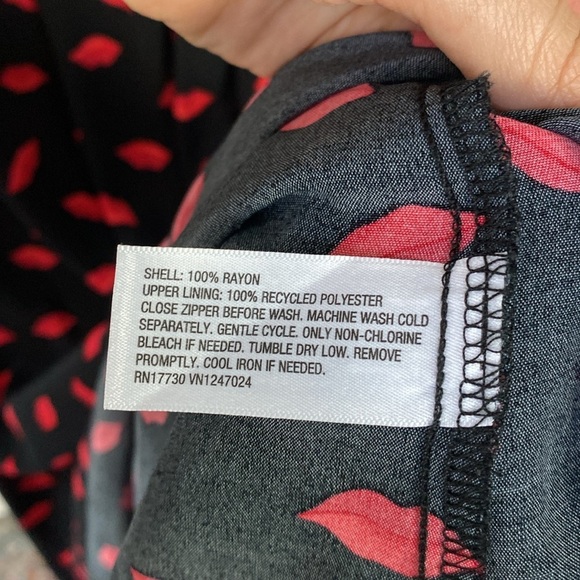 SHELL: 100% RAYON
UPPER LINING: 100% RECYCLED POLYESTER
CLOSE ZIPPER BEFORE WASH. MACHINE WASH COLD
SEPARATELY. GENTLE CYCLE. ONLY NON-CHLORINE
BLEACH IF NEEDED. TUMBLE DRY LOW. REMOVE
PROMPTLY. COOL IRON IF NEEDED.
RN17730 VN1247024